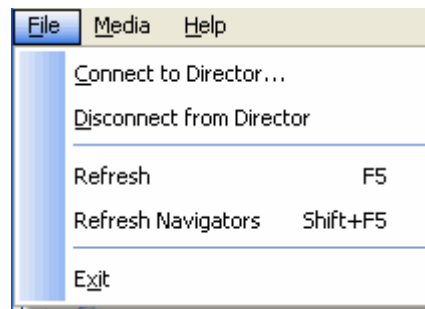 File Media Help
Connect to Director...
Disconnect from Director
Refresh F5
Refresh Navigators Shift+F5
Exit